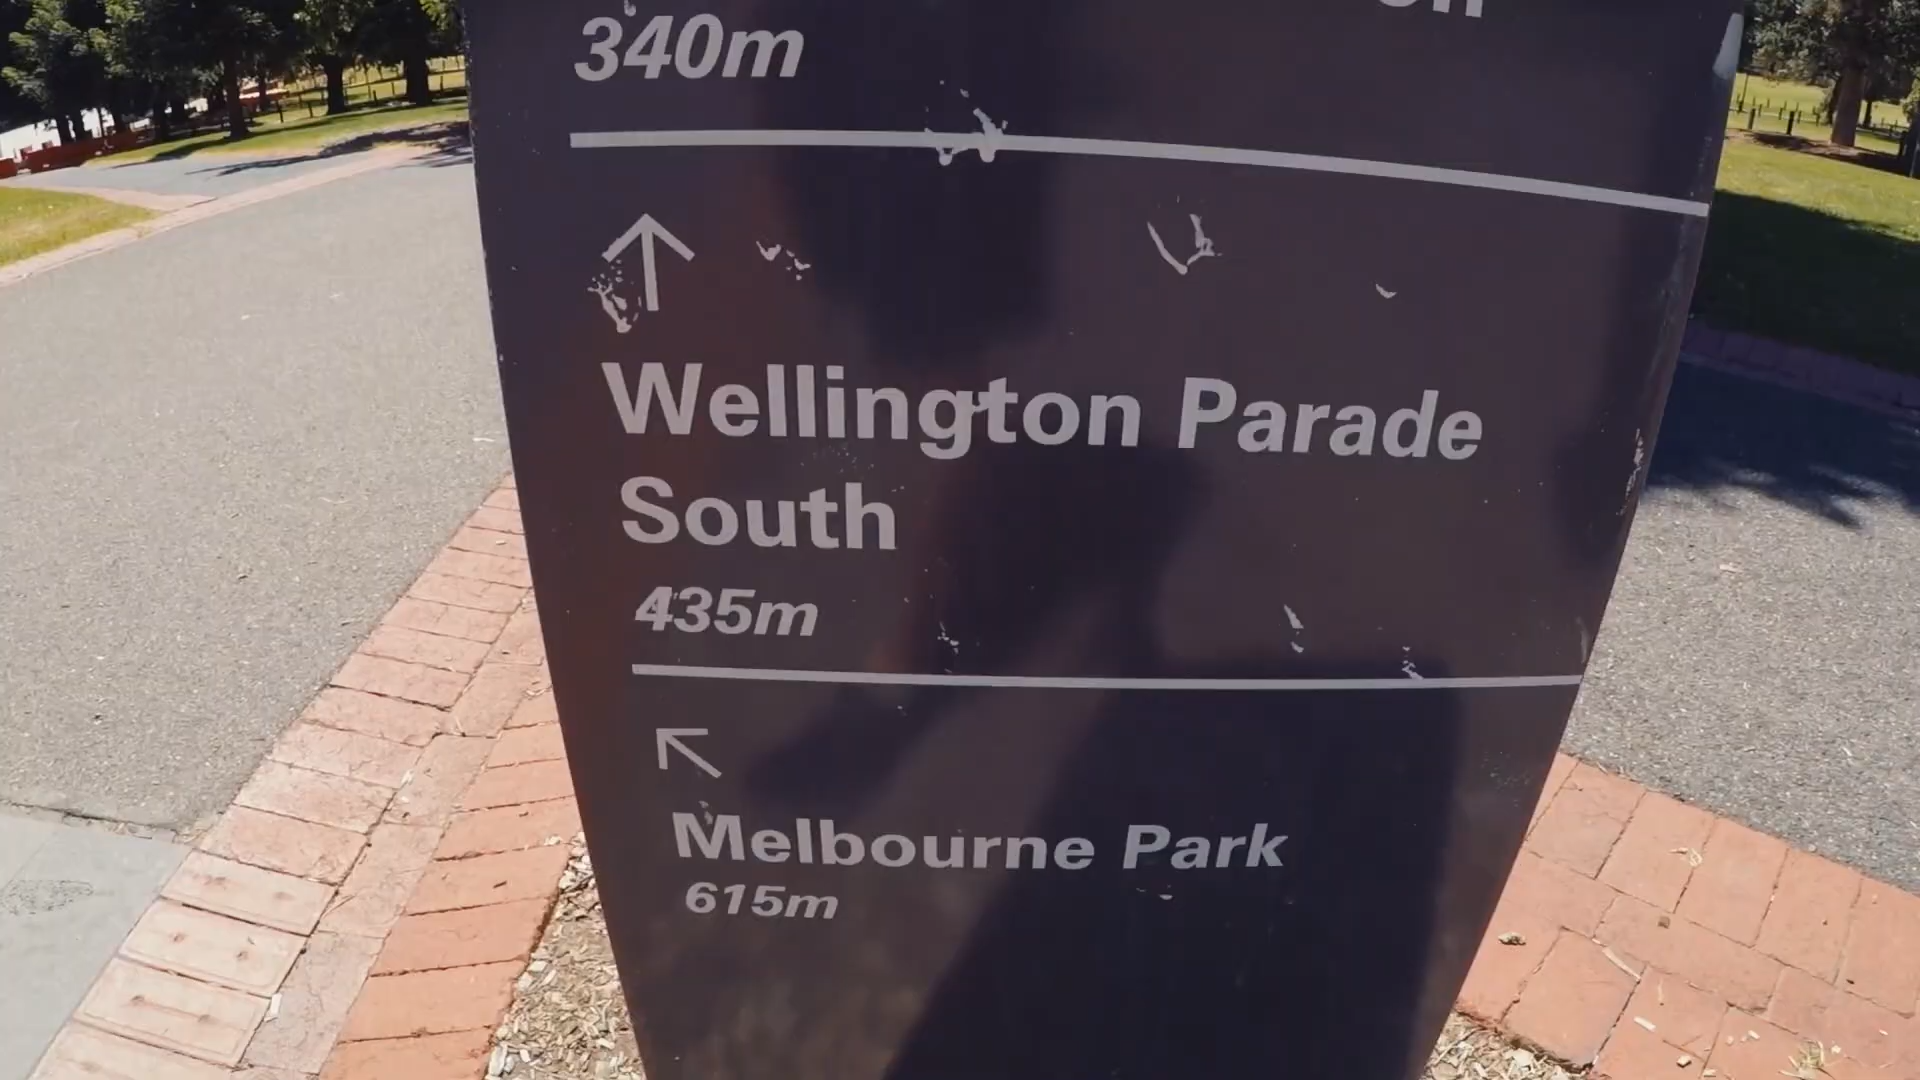 340m
Wellington Parade
South
435m
Melbourne Park
615m